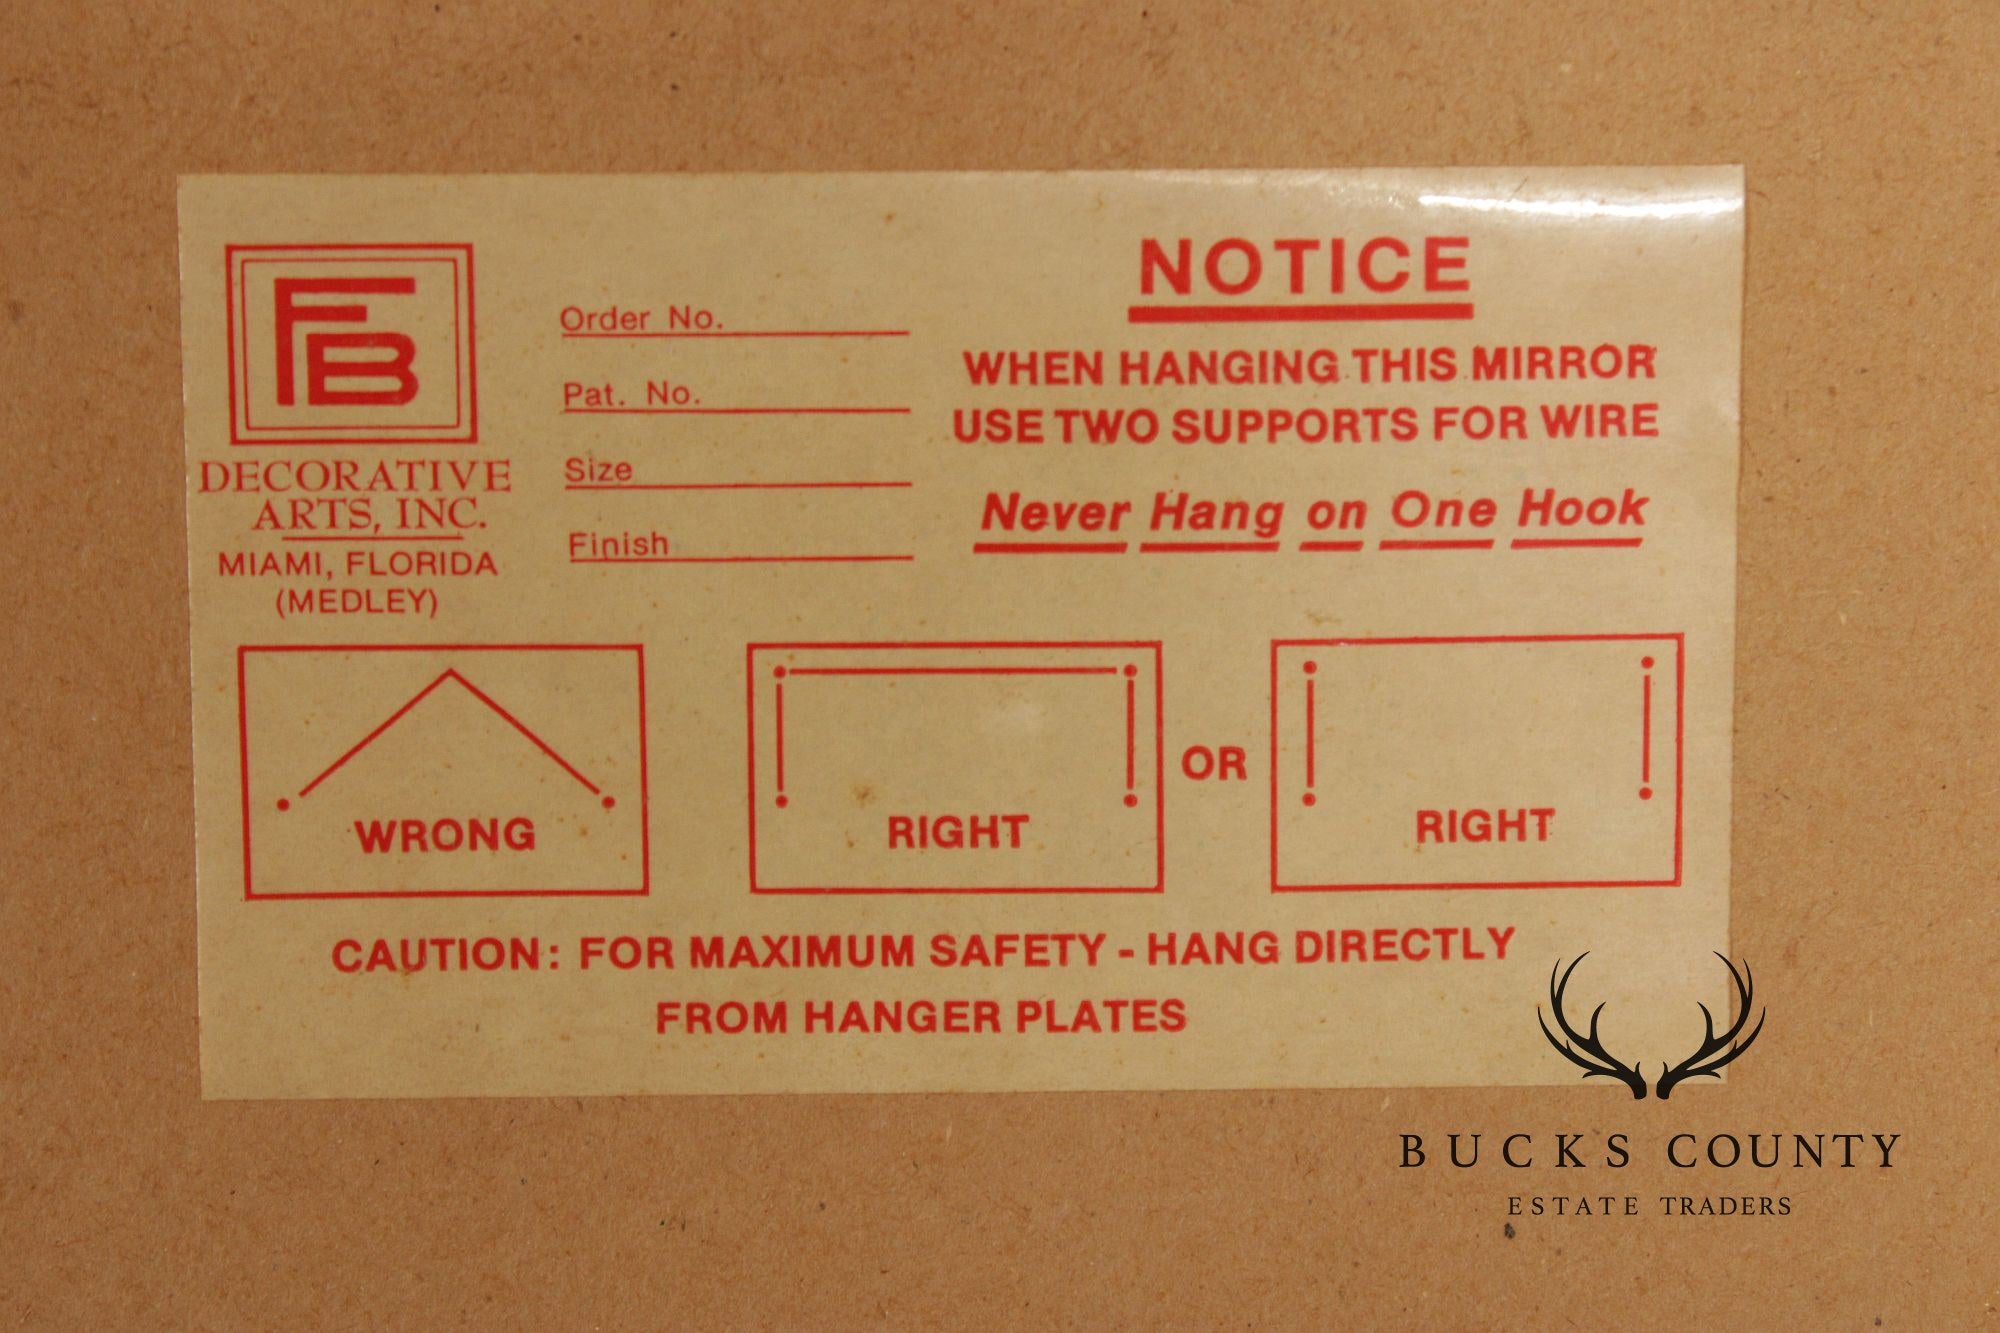 FB
DECORATIVE
ARTS, INC.
MIAMI, FLORIDA
(MEDLEY)
Order No.
Pat. No.
Size
Finish
NOTICE
WHEN HANGING THIS MIRROR
USE TWO SUPPORTS FOR WIRE
Never Hang on One Hook
WRONG
RIGHT
OR
RIGHT
CAUTION: FOR MAXIMUM SAFETY - HANG DIRECTLY
FROM HANGER PLATES
BUCKS COUNTY
ESTATE TRADERS